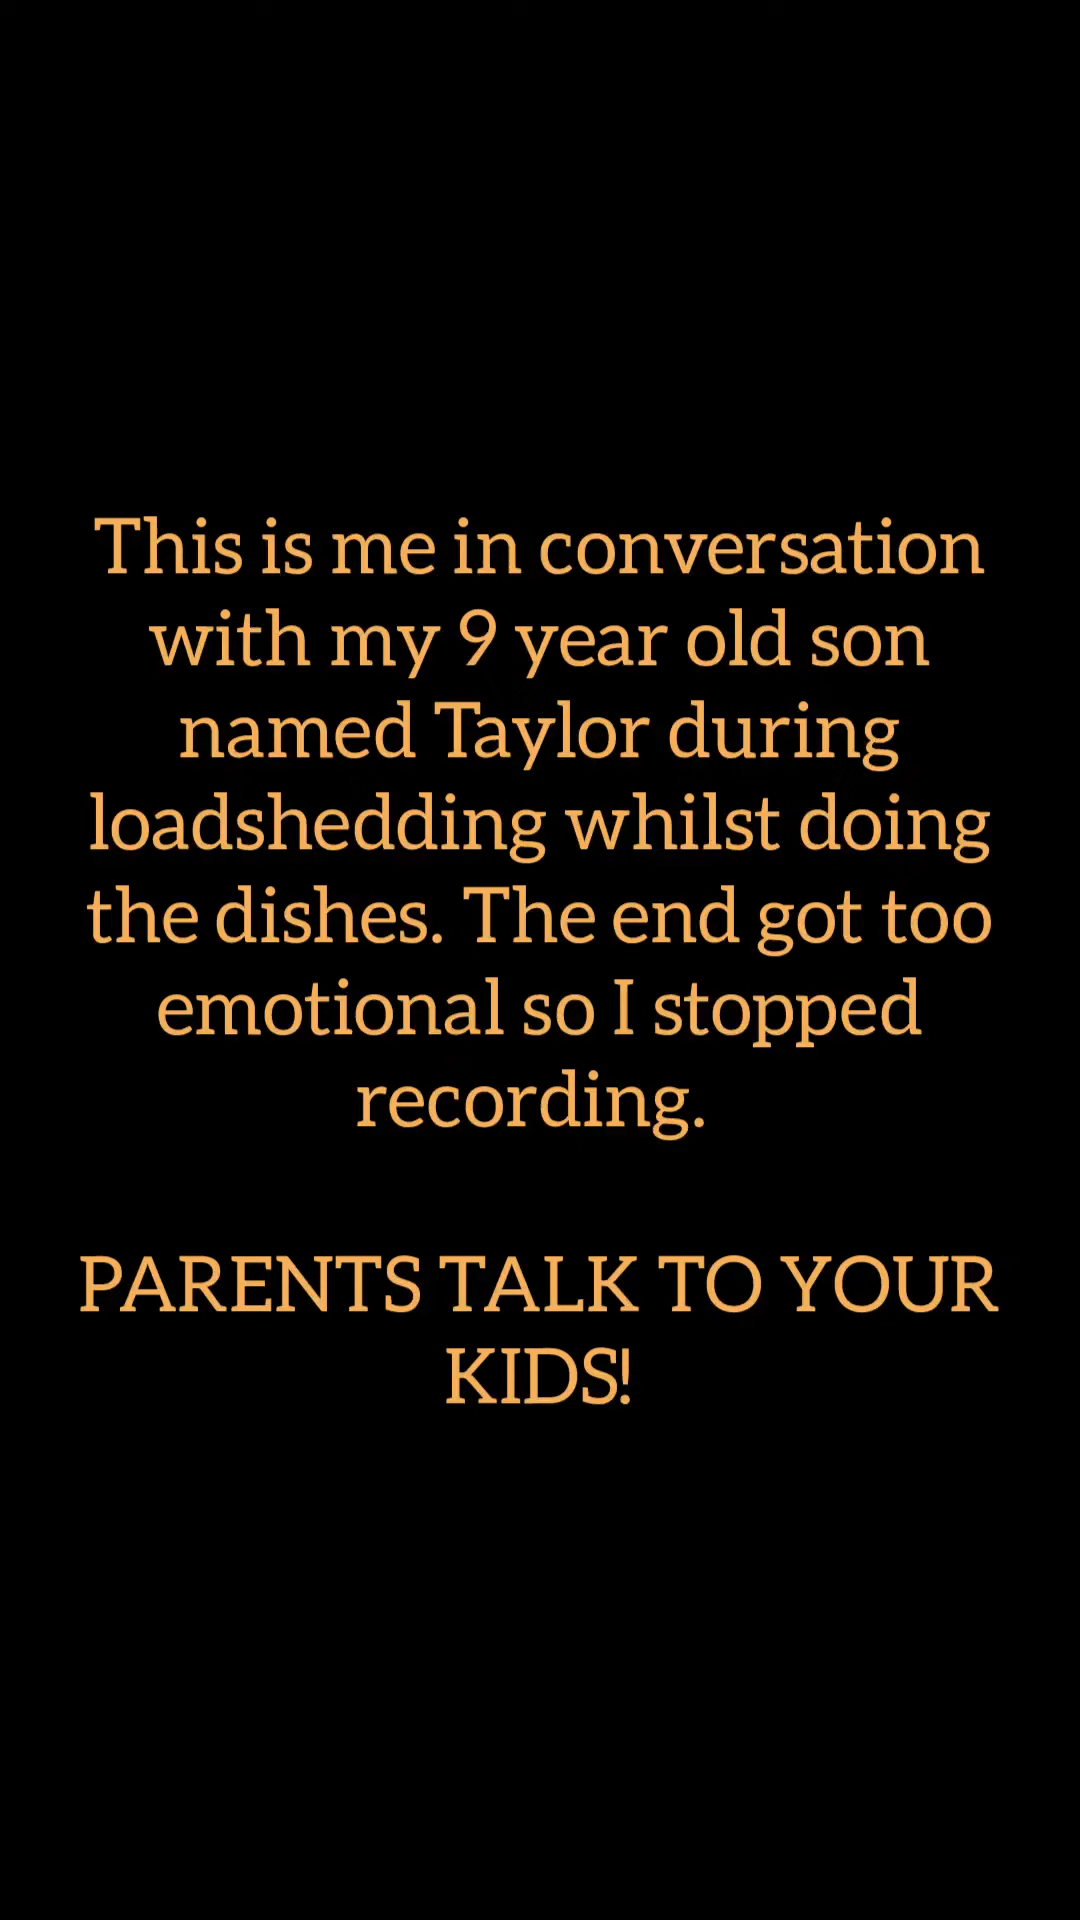 This is me in conversation
with my 9 year old son
named Taylor during
loadshedding whilst doing
the dishes. The end got too
emotional so I stopped
recording.
PARENTS TALK TO YOUR
KIDS!